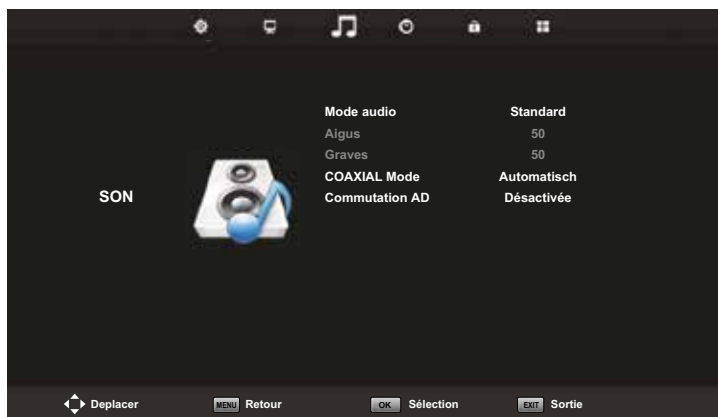 Mode audio Standard
Aigus 50
Graves 50
COAXIAL Mode Automatisch
Commutation AD Désactivée
SON
Deplacer MENU Retour OK Sélection EXIT Sortie